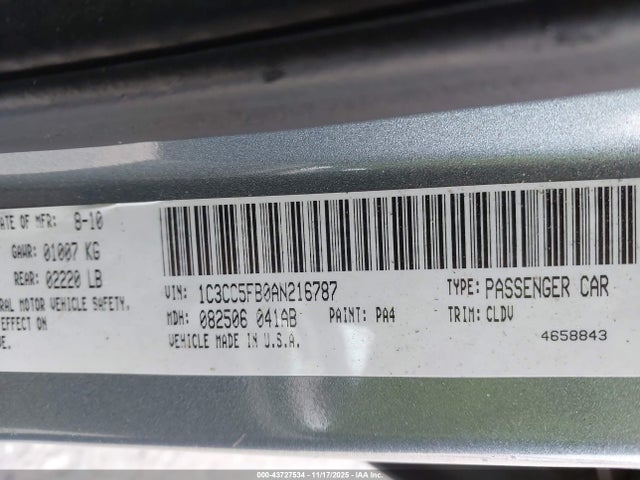 ATE OF MFR: 8-10
GAWR: 01007 KG
REAR: 02220 LB
RAL MOTOR VEHICLE SAFETY,
EFFECT ON
VE.
VIN: 1C3CC5FB0AN216787
TYPE: PASSENGER CAR
MDH: 082506 041AB
PAINT: PA4
TRIM: CLDV
VEHICLE MADE IN U.S.A.
4658843
000-43727534 | 11/17/2025 - IAA Inc.